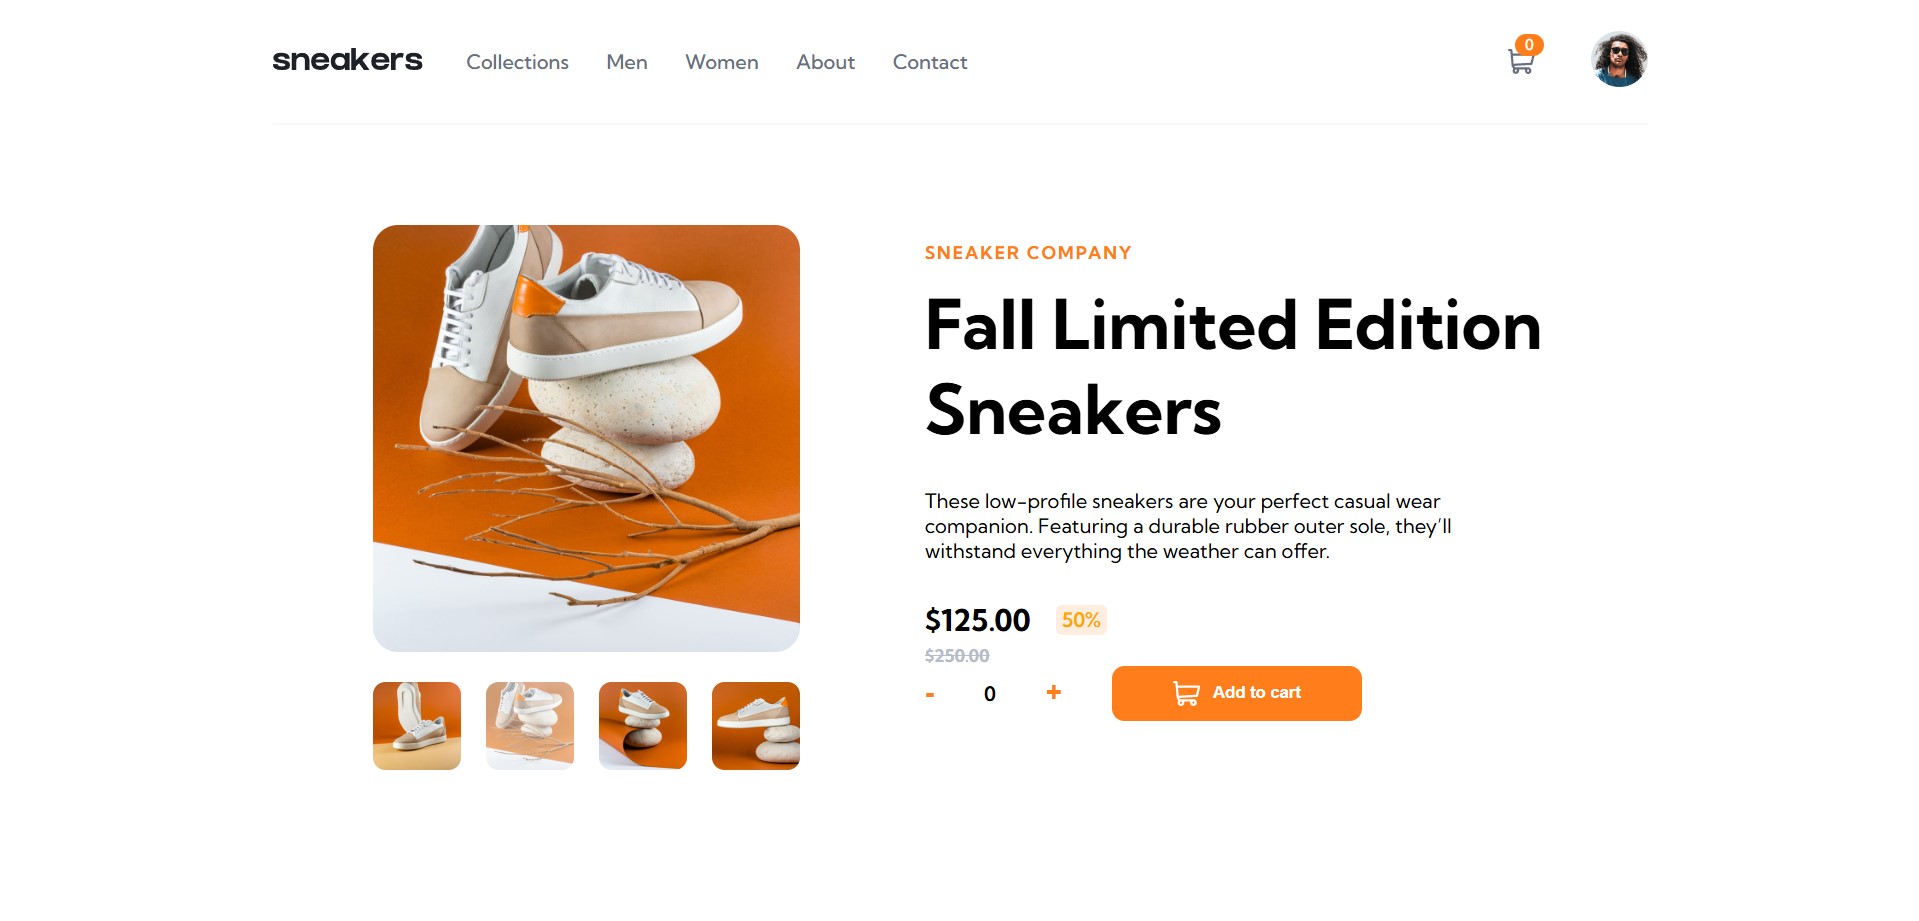 sneakers
Collections Men Women About Contact
0
SNEAKER COMPANY
Fall Limited Edition
Sneakers
These low-profile sneakers are your perfect casual wear
companion. Featuring a durable rubber outer sole, they’ll
withstand everything the weather can offer.
$125.00 50%
$250.00
- 0 + Add to cart